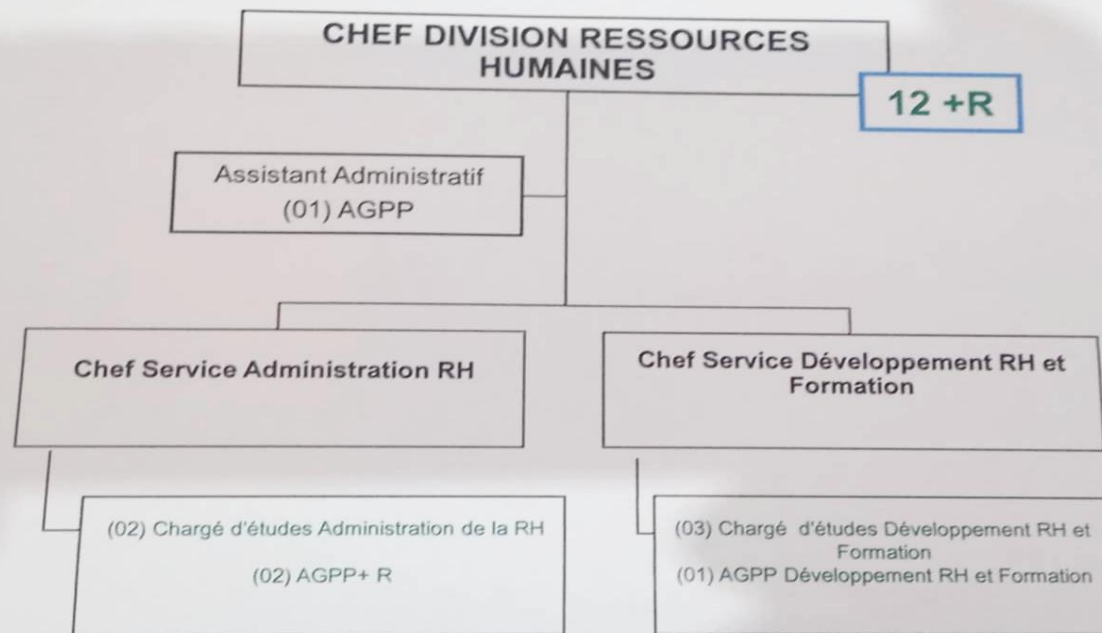 CHEF DIVISION RESSOURCES
HUMAINES
12 +R
Assistant Administratif
(01) AGPP
Chef Service Administration RH
Chef Service Développement RH et
Formation
(02) Chargé d'études Administration de la RH
(02) AGPP+ R
(03) Chargé d'études Développement RH et
Formation
(01) AGPP Développement RH et Formation